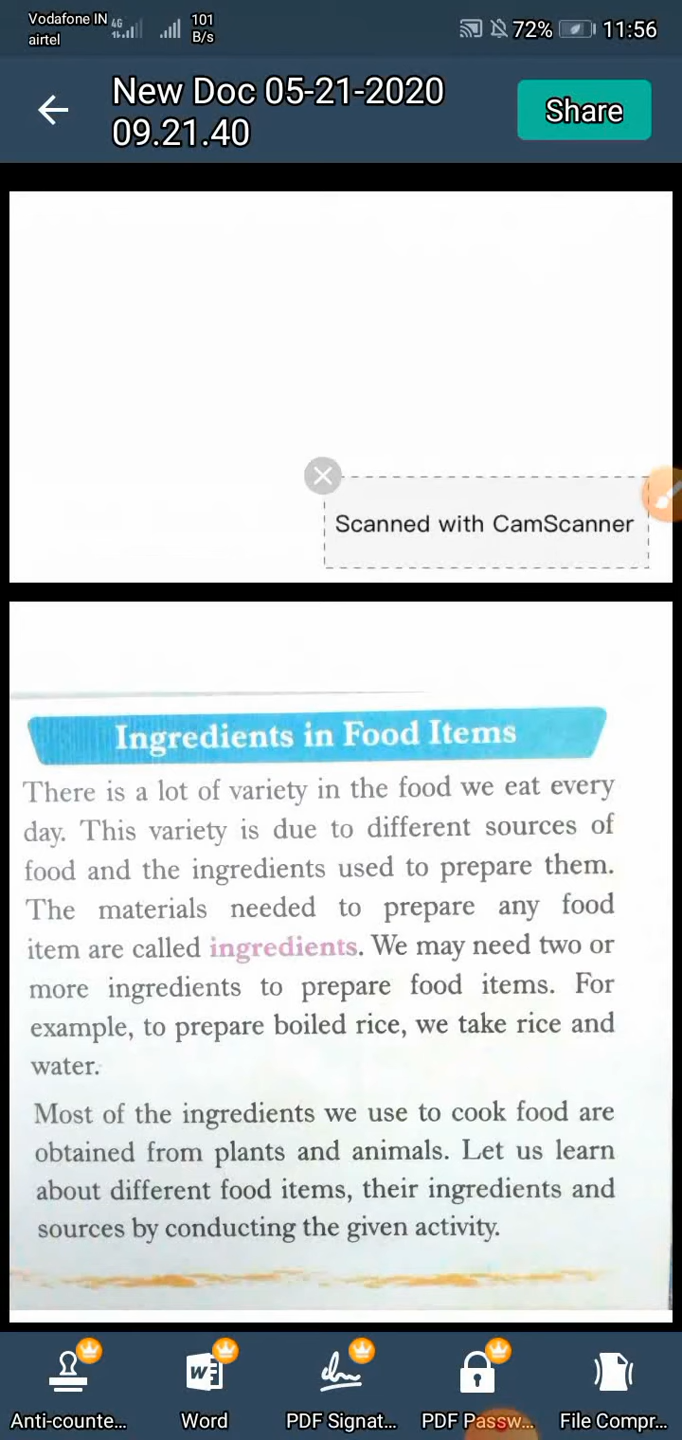 Vodafone IN 4G 101 72% 11:56
airtel B/s
New Doc 05-21-2020
09.21.40
Share
Scanned with CamScanner
Ingredients in Food Items
There is a lot of variety in the food we eat every
day. This variety is due to different sources of
food and the ingredients used to prepare them.
The materials needed to prepare any food
item are called ingredients. We may need two or
more ingredients to prepare food items. For
example, to prepare boiled rice, we take rice and
water.
Most of the ingredients we use to cook food are
obtained from plants and animals. Let us learn
about different food items, their ingredients and
sources by conducting the given activity.
Anti-counte... Word PDF Signat... PDF Passw... File Compr...